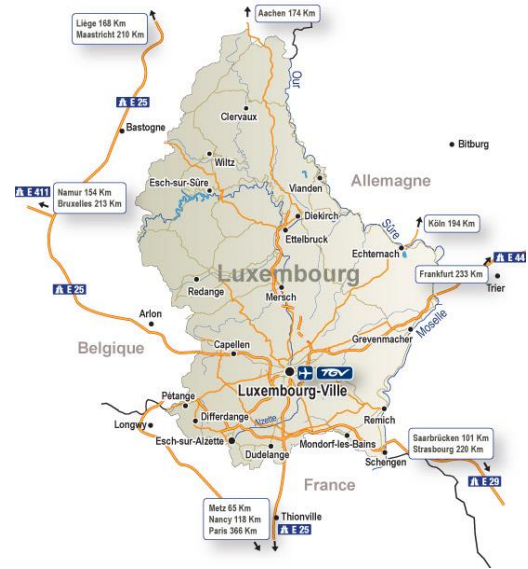 Liége 168 Km
Maastricht 210 Km
Aachen 174 Km
Our
E 25
Clervaux
Bastogne
Bitburg
Wiltz
Vianden
Allemagne
Esch-sur-Sûre
E 411
Namur 154 Km
Bruxelles 213 Km
Diekirch
Sûre
Köln 194 Km
Ettelbruck
Echternach
E 44
Luxembourg
Frankfurt 233 Km
E 25
Redange
Mersch
Trier
Arlon
Moselle
Grevenmacher
Belgique
Capellen
TGV
Luxembourg-Ville
Pétange
Differdange
Alzette
Remich
Longwy
Esch-sur-Alzette
Mondorf-les-Bains
Saarbrücken 101 Km
Strasbourg 220 Km
Dudelange
Schengen
France
E 29
Metz 65 Km
Nancy 118 Km
Paris 366 Km
Thionville
E 25